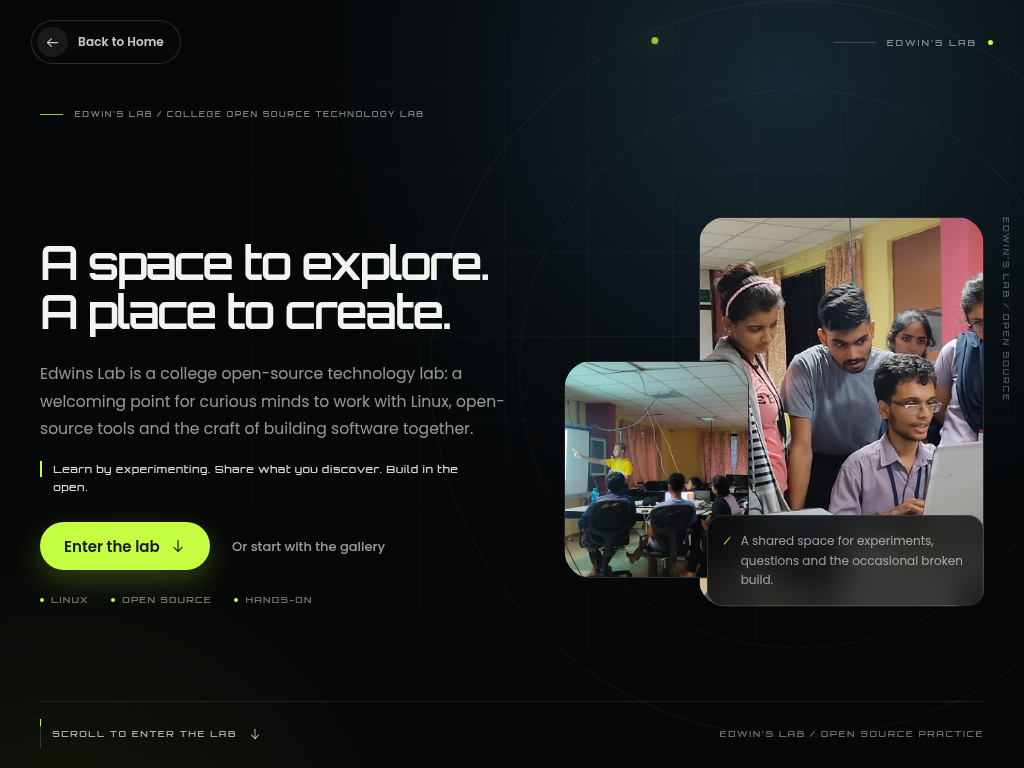 Back to Home
EDWIN'S LAB
EDWIN'S LAB / COLLEGE OPEN SOURCE TECHNOLOGY LAB
A space to explore.
A place to create.
Edwins Lab is a college open-source technology lab: a
welcoming point for curious minds to work with Linux, open-
source tools and the craft of building software together.
Learn by experimenting. Share what you discover. Build in the
open.
Enter the lab
Or start with the gallery
LINUX
OPEN SOURCE
HANDS-ON
EDWIN'S LAB / OPEN SOURCE
A shared space for experiments,
questions and the occasional broken
build.
SCROLL TO ENTER THE LAB
EDWIN'S LAB / OPEN SOURCE PRACTICE